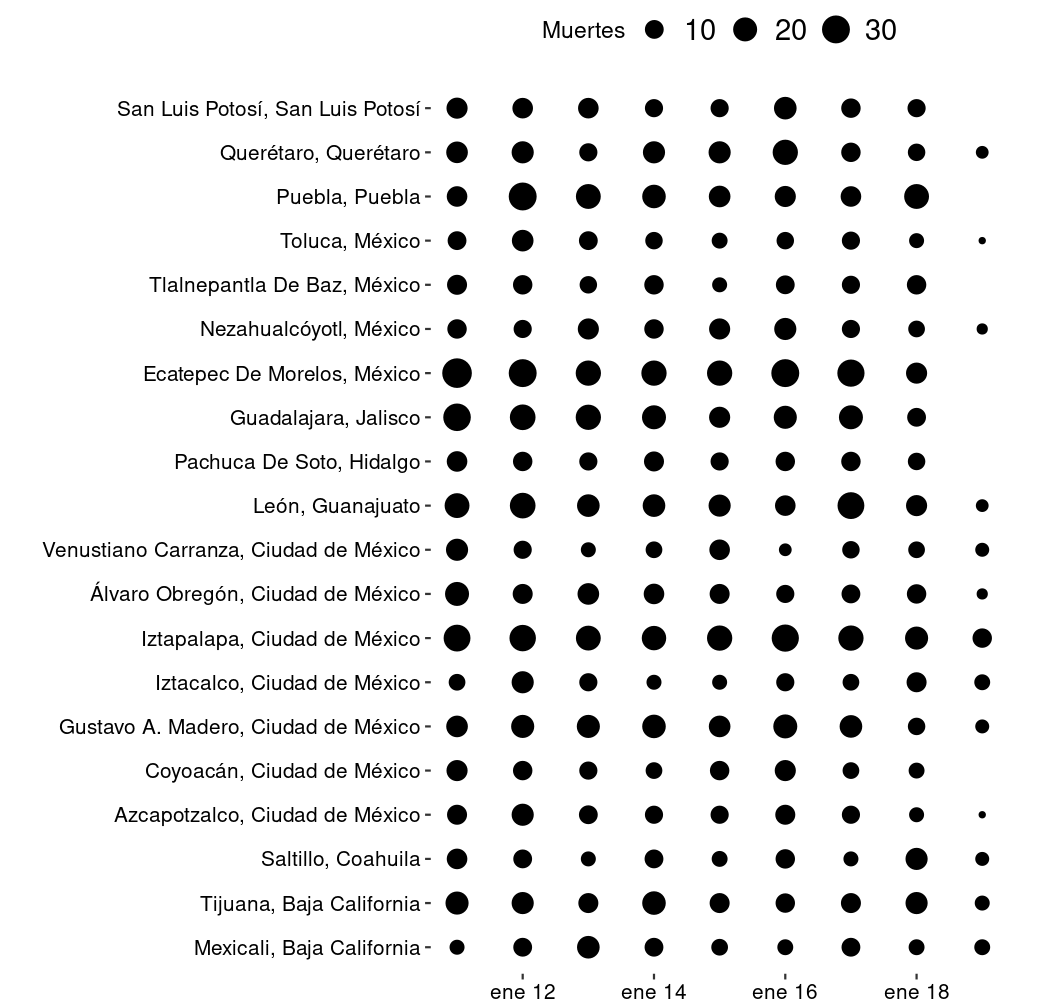 Muertes 10 20 30
San Luis Potosí, San Luis Potosí
Querétaro, Querétaro
Puebla, Puebla
Toluca, México
Tlalnepantla De Baz, México
Nezahualcóyotl, México
Ecatepec De Morelos, México
Guadalajara, Jalisco
Pachuca De Soto, Hidalgo
León, Guanajuato
Venustiano Carranza, Ciudad de México
Álvaro Obregón, Ciudad de México
Iztapalapa, Ciudad de México
Iztacalco, Ciudad de México
Gustavo A. Madero, Ciudad de México
Coyoacán, Ciudad de México
Azcapotzalco, Ciudad de México
Saltillo, Coahuila
Tijuana, Baja California
Mexicali, Baja California
ene 12 ene 14 ene 16 ene 18